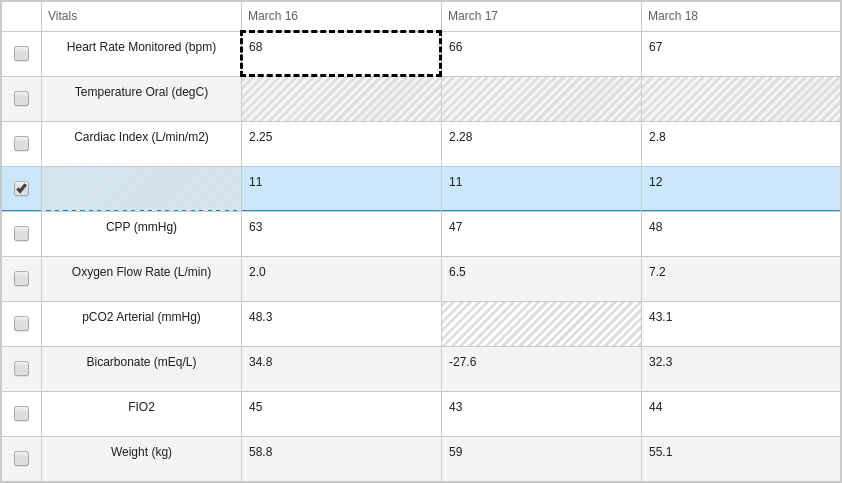 Vitals March 16 March 17 March 18
Heart Rate Monitored (bpm) 68 66 67
Temperature Oral (degC)
Cardiac Index (L/min/m2) 2.25 2.28 2.8
11 11 12
CPP (mmHg) 63 47 48
Oxygen Flow Rate (L/min) 2.0 6.5 7.2
pCO2 Arterial (mmHg) 48.3 43.1
Bicarbonate (mEq/L) 34.8 -27.6 32.3
FIO2 45 43 44
Weight (kg) 58.8 59 55.1